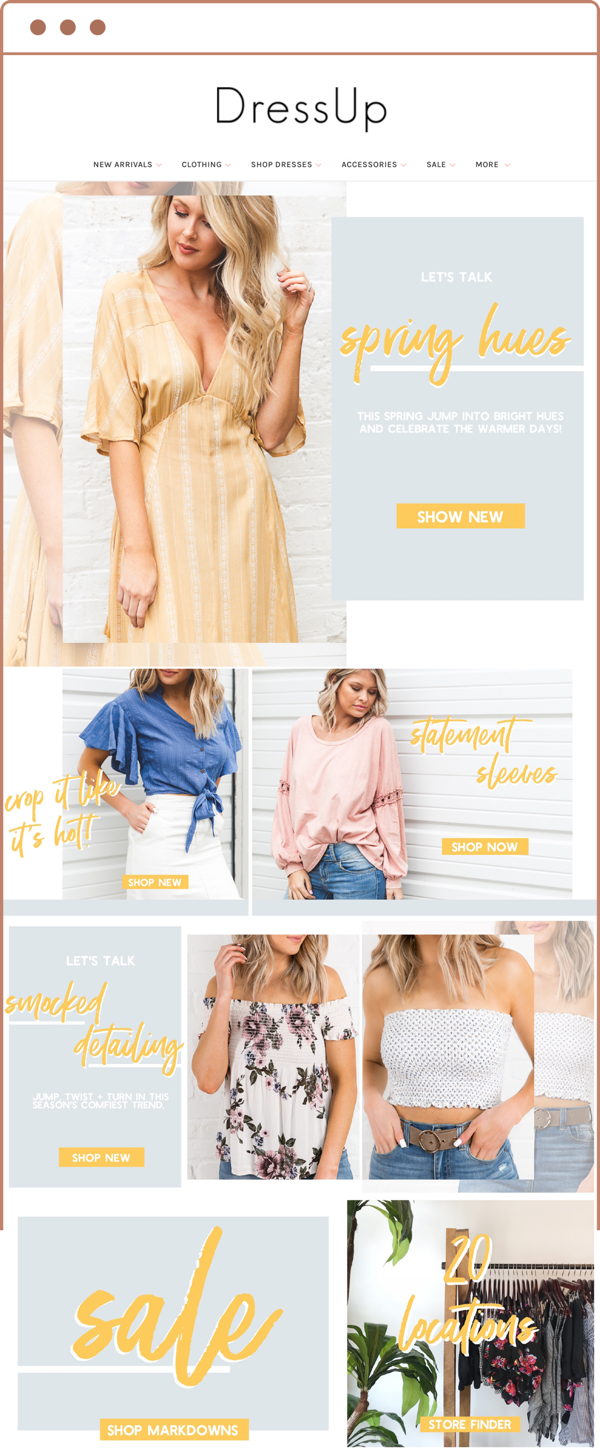 DressUp
NEW ARRIVALS CLOTHING SHOP DRESSES ACCESSORIES SALE MORE
LET'S TALK
spring hues
THIS SPRING JUMP INTO BRIGHT HUES
AND CELEBRATE THE WARMER DAYS!
SHOW NEW
crop it like
it's hot!
SHOP NEW
statement
sleeves
SHOP NOW
LET'S TALK
smocked
detailing
JUMP, TWIST + TURN IN THIS
SEASON'S COMFIEST TREND.
SHOP NEW
sale
SHOP MARKDOWNS
20
locations
STORE FINDER